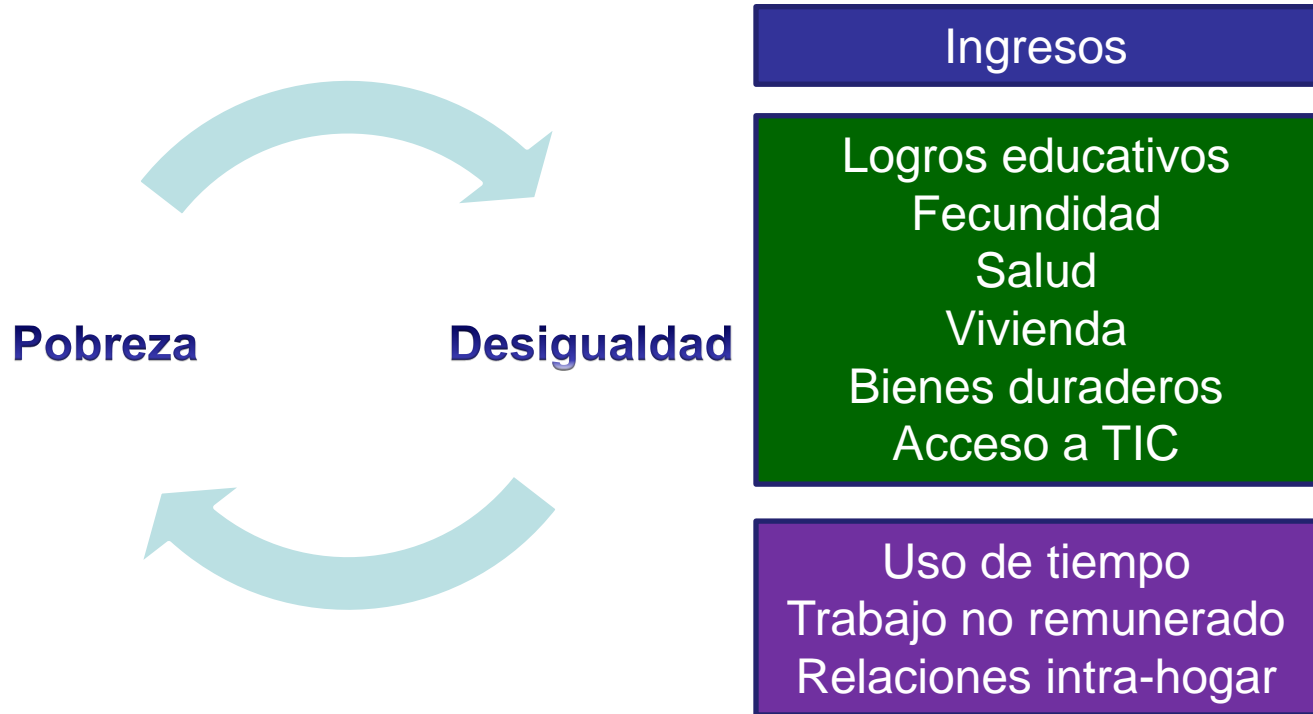 Pobreza
Desigualdad
Ingresos
Logros educativos
Fecundidad
Salud
Vivienda
Bienes duraderos
Acceso a TIC
Uso de tiempo
Trabajo no remunerado
Relaciones intra-hogar